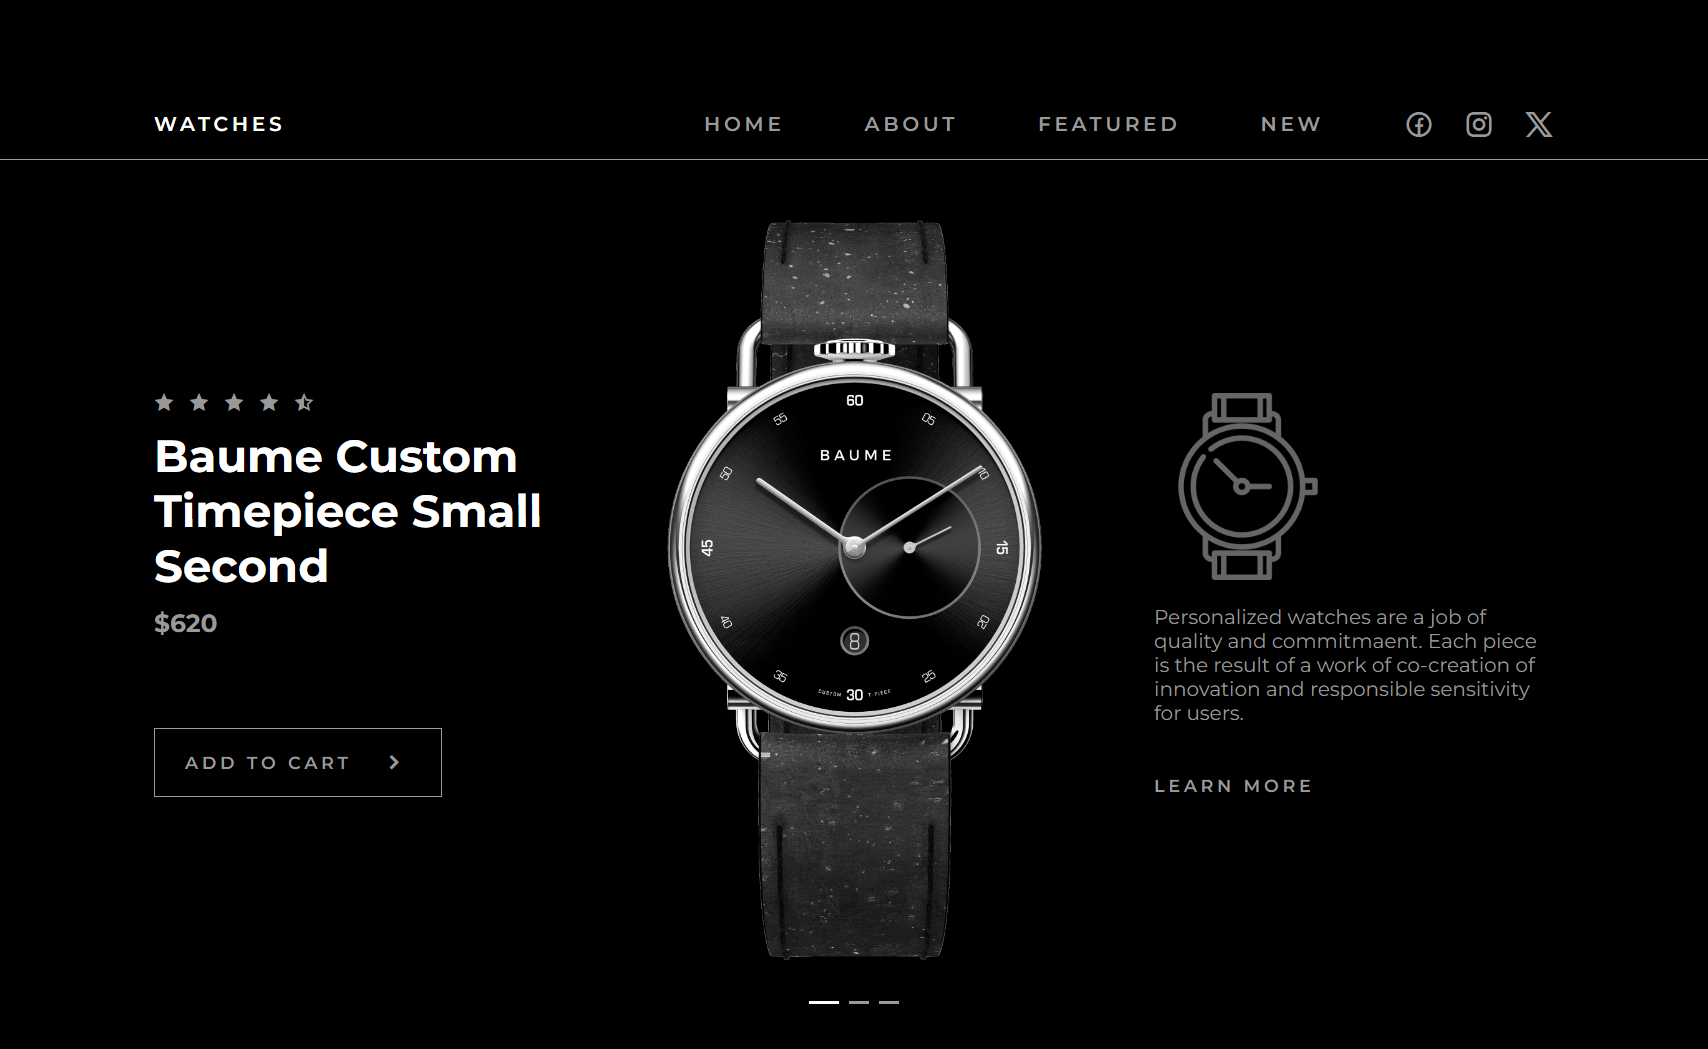 WATCHES
HOME
ABOUT
FEATURED
NEW
Baume Custom
Timepiece Small
Second
$620
ADD TO CART
60
05
10
15
20
25
30
35
40
45
50
55
BAUME
8
CUSTOM
T.PIECE
Personalized watches are a job of
quality and commitmaent. Each piece
is the result of a work of co-creation of
innovation and responsible sensitivity
for users.
LEARN MORE